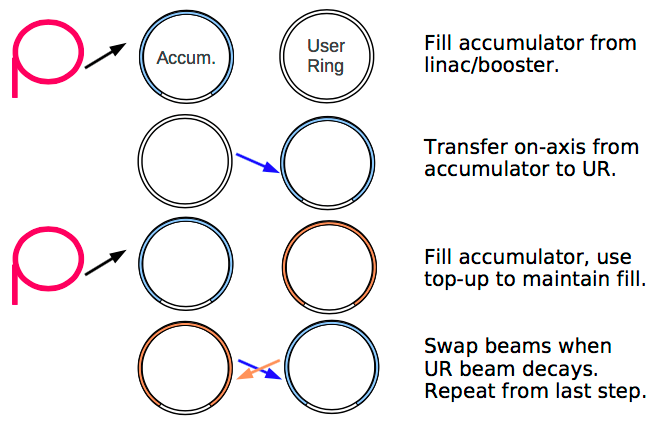 Accum.
User
Ring
Fill accumulator from
linac/booster.
Transfer on-axis from
accumulator to UR.
Fill accumulator, use
top-up to maintain fill.
Swap beams when
UR beam decays.
Repeat from last step.